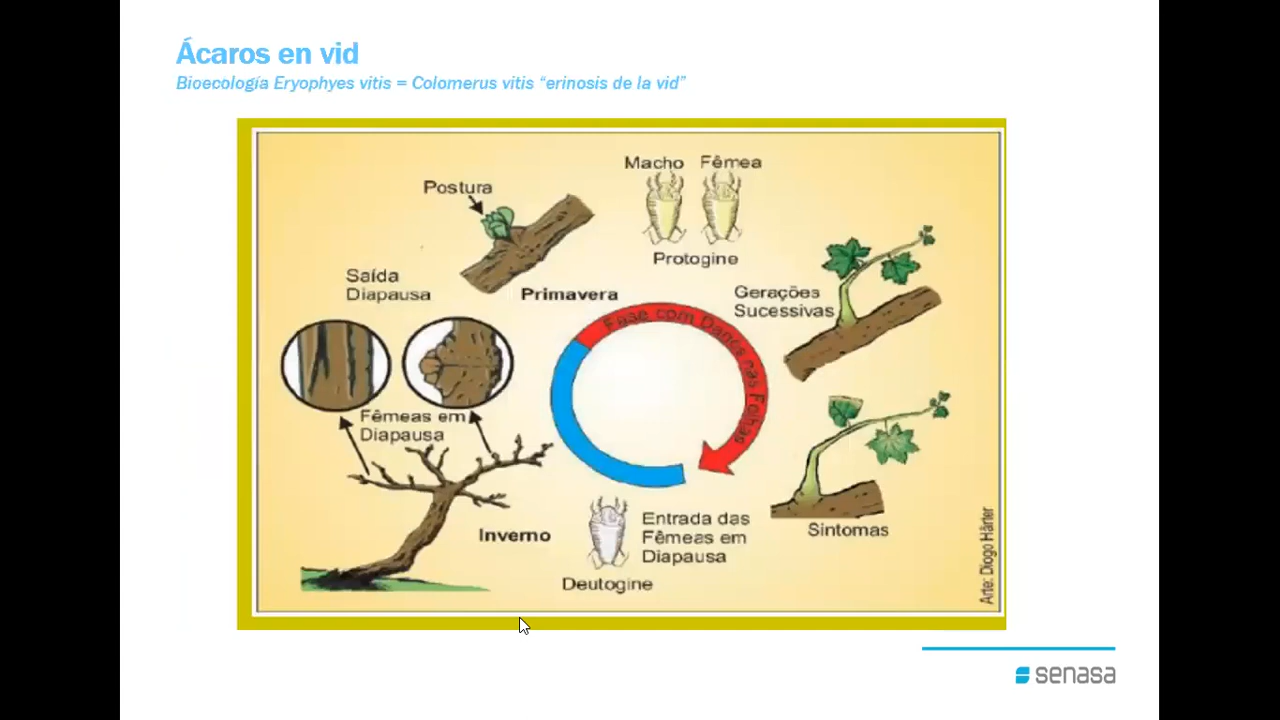 Ácaros en vid
Bioecología Eryophyes vitis = Colomerus vitis “erinosis de la vid”
Macho Fêmea
Postura
Protogine
Saída
Diapausa
Primavera
Gerações
Sucessivas
Fase com Danos nas Folhas
Fêmeas em
Diapausa
Inverno
Entrada das
Fêmeas em
Diapausa
Deutogine
Sintomas
Arte: Diogo Härter
senasa